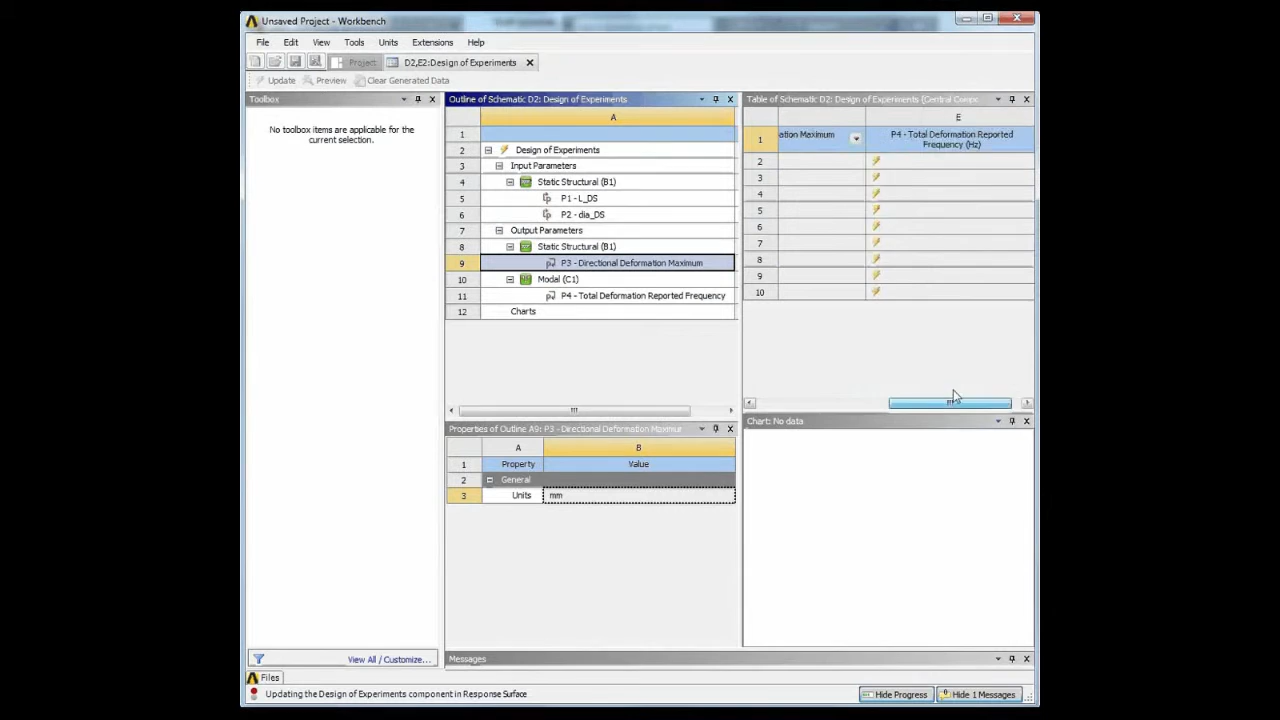 Unsaved Project - Workbench
File Edit View Tools Units Extensions Help
Project D2,E2:Design of Experiments
Update Preview Clear Generated Data
Toolbox
No toolbox items are applicable for the
current selection.
View All / Customize...
Outline of Schematic D2: Design of Experiments
A
1
2 Design of Experiments
3 Input Parameters
4 Static Structural (B1)
5 P1 - L_DS
6 P2 - dia_DS
7 Output Parameters
8 Static Structural (B1)
9 P3 - Directional Deformation Maximum
10 Modal (C1)
11 P4 - Total Deformation Reported Frequency
12 Charts
Properties of Outline A9: P3 - Directional Deformation Maximur
A B
1 Property Value
2 General
3 Units mm
Table of Schematic D2: Design of Experiments (Central Compo
E
1 ation Maximum P4 - Total Deformation Reported
Frequency (Hz)
2
3
4
5
6
7
8
9
10
Chart: No data
Messages
Files
Updating the Design of Experiments component in Response Surface
Hide Progress Hide 1 Messages